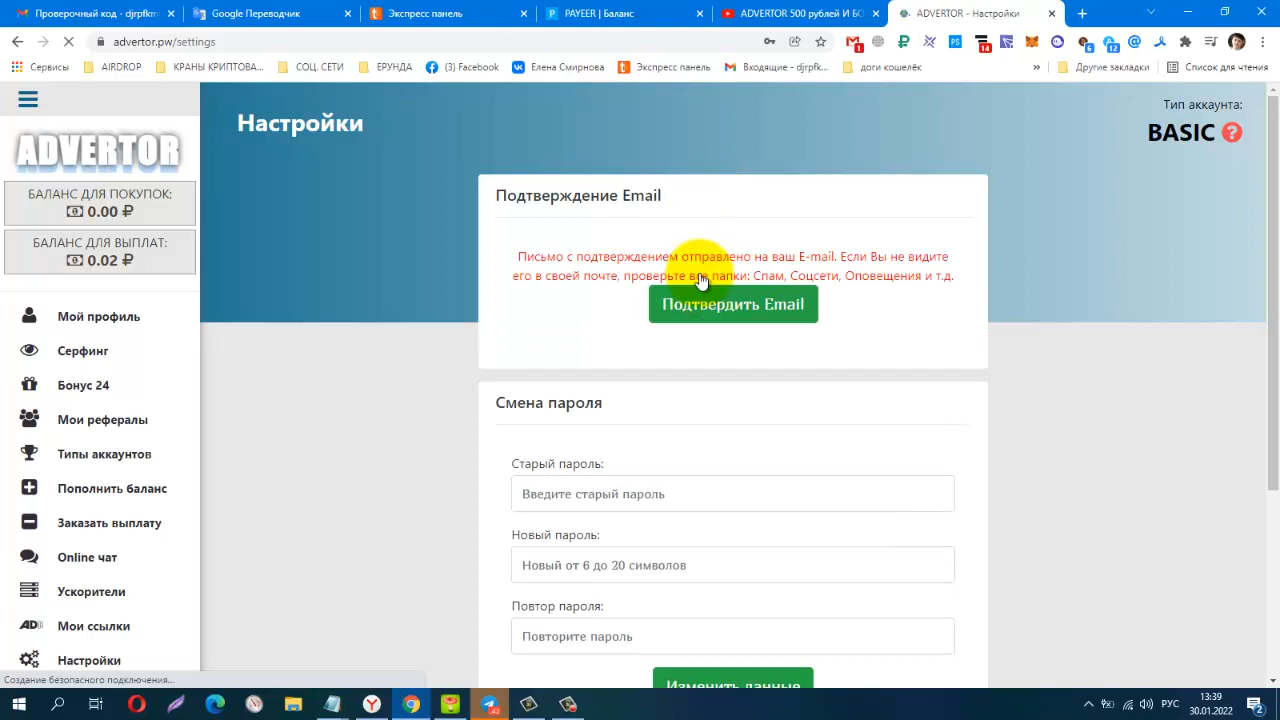 Проверочный код - djrpfkm
Google Переводчик
Экспресс панель
PAYEER | Баланс
ADVERTOR 500 рублей И БО
ADVERTOR - Настройки
advertor.pw/settings
Сервисы
AIRDROP
КРАНЫ КРИПТОВА...
СОЦ. СЕТИ
ЕРУНДА
(3) Facebook
Елена Смирнова
Экспресс панель
Входящие - djrpfk...
доги кошелёк
»
Другие закладки
Список для чтения
ADVERTOR
БАЛАНС ДЛЯ ПОКУПОК:
0.00 ₽
БАЛАНС ДЛЯ ВЫПЛАТ:
0.02 ₽
Мой профиль
Серфинг
Бонус 24
Мои рефералы
Типы аккаунтов
Пополнить баланс
Заказать выплату
Online чат
Ускорители
Мои ссылки
Настройки
Создание безопасного подключения...
Настройки
Тип аккаунта:
BASIC ?
Подтверждение Email
Письмо с подтверждением отправлено на ваш E-mail. Если Вы не видите
его в своей почте, проверьте все папки: Спам, Соцсети, Оповещения и т.д.
Подтвердить Email
Смена пароля
Старый пароль:
Введите старый пароль
Новый пароль:
Новый от 6 до 20 символов
Повтор пароля:
Повторите пароль
Изменить данные
РУС
13:39
30.01.2022